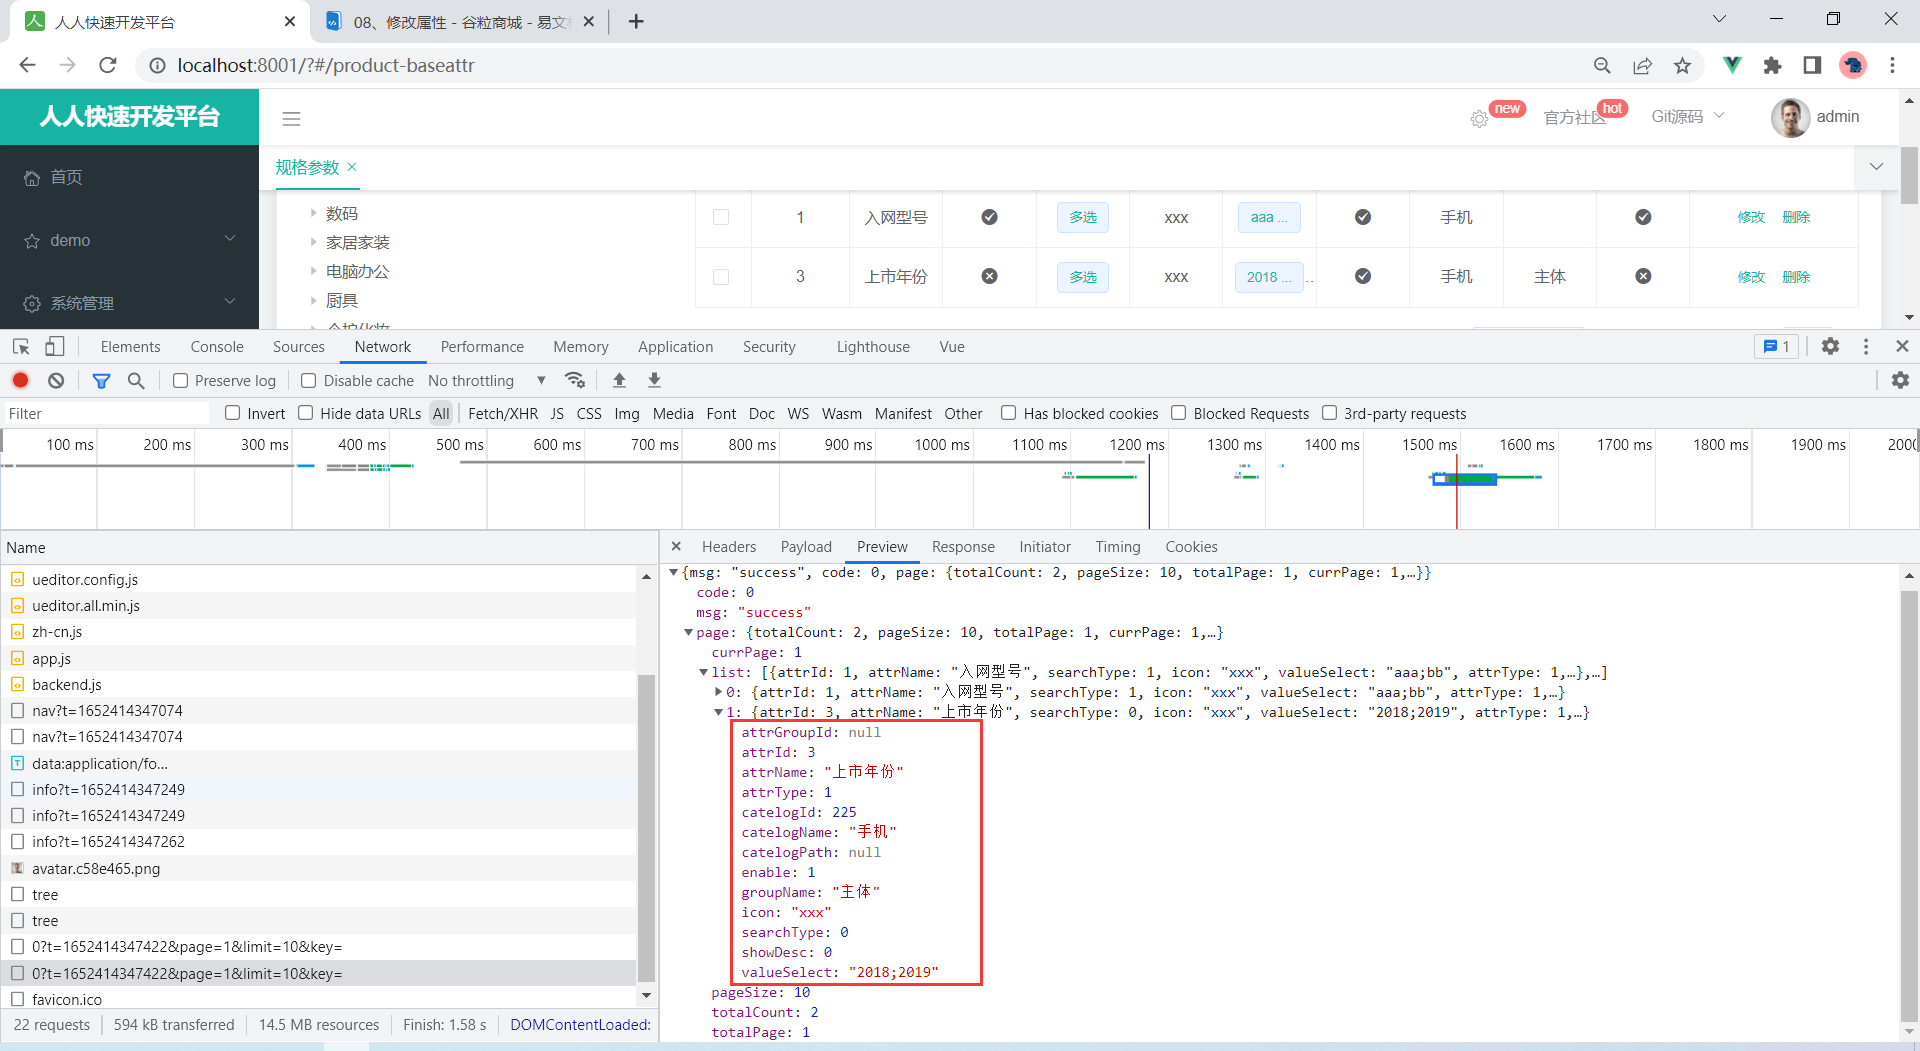 人人快速开发平台
08、修改属性 - 谷粒商城 - 易文
localhost:8001/?#/product-baseattr
人人快速开发平台
new
官方社区
hot
Git源码
admin
首页
demo
系统管理
规格参数
数码
家居家装
电脑办公
厨具
个护化妆
1 入网型号 多选 xxx aaa ... 手机 修改 删除
3 上市年份 多选 xxx 2018 ... .. 手机 主体 修改 删除
Elements Console Sources Network Performance Memory Application Security Lighthouse Vue 1
Preserve log Disable cache No throttling
Filter Invert Hide data URLs All Fetch/XHR JS CSS Img Media Font Doc WS Wasm Manifest Other Has blocked cookies Blocked Requests 3rd-party requests
100 ms 200 ms 300 ms 400 ms 500 ms 600 ms 700 ms 800 ms 900 ms 1000 ms 1100 ms 1200 ms 1300 ms 1400 ms 1500 ms 1600 ms 1700 ms 1800 ms 1900 ms 2000
Name
ueditor.config.js
ueditor.all.min.js
zh-cn.js
app.js
backend.js
nav?t=1652414347074
nav?t=1652414347074
data:application/fo...
info?t=1652414347249
info?t=1652414347249
info?t=1652414347262
avatar.c58e465.png
tree
tree
0?t=1652414347422&page=1&limit=10&key=
0?t=1652414347422&page=1&limit=10&key=
favicon.ico
22 requests 594 kB transferred 14.5 MB resources Finish: 1.58 s DOMContentLoaded:
Headers Payload Preview Response Initiator Timing Cookies
{msg: "success", code: 0, page: {totalCount: 2, pageSize: 10, totalPage: 1, currPage: 1,…}}
code: 0
msg: "success"
page: {totalCount: 2, pageSize: 10, totalPage: 1, currPage: 1,…}
currPage: 1
list: [{attrId: 1, attrName: "入网型号", searchType: 1, icon: "xxx", valueSelect: "aaa;bb", attrType: 1,…},…]
0: {attrId: 1, attrName: "入网型号", searchType: 1, icon: "xxx", valueSelect: "aaa;bb", attrType: 1,…}
1: {attrId: 3, attrName: "上市年份", searchType: 0, icon: "xxx", valueSelect: "2018;2019", attrType: 1,…}
attrGroupId: null
attrId: 3
attrName: "上市年份"
attrType: 1
catelogId: 225
catelogName: "手机"
catelogPath: null
enable: 1
groupName: "主体"
icon: "xxx"
searchType: 0
showDesc: 0
valueSelect: "2018;2019"
pageSize: 10
totalCount: 2
totalPage: 1